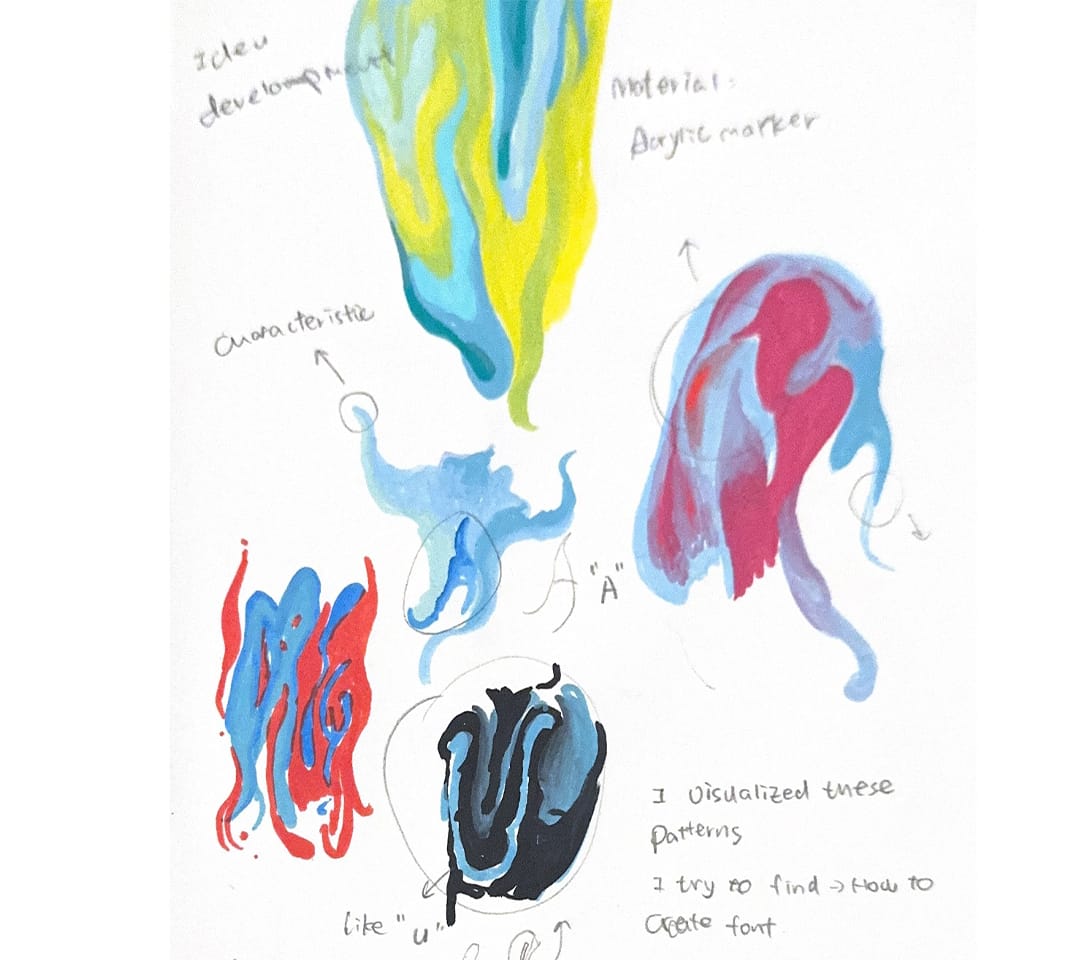 Idea
development
Material:
Acrylic marker
Characteristic
"A"
I visualized these
patterns
I try to find → How to
Create font
like "u"